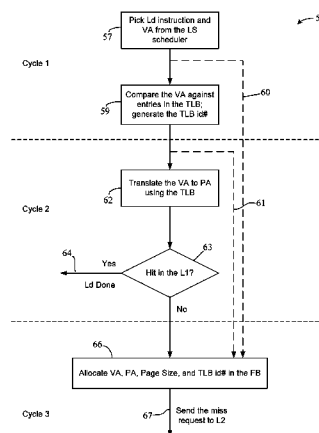 5
Pick Ld instruction and
VA from the LS
scheduler
57
Cycle 1
60
Compare the VA against
entries in the TLB;
generate the TLB id#
59
Translate the VA to PA
using the TLB
62
61
Cycle 2
63
64
Yes
Hit in the L1?
Ld Done
No
66
Allocate VA, PA, Page Size, and TLB id# in the FB
67
Send the miss
request to L2
Cycle 3